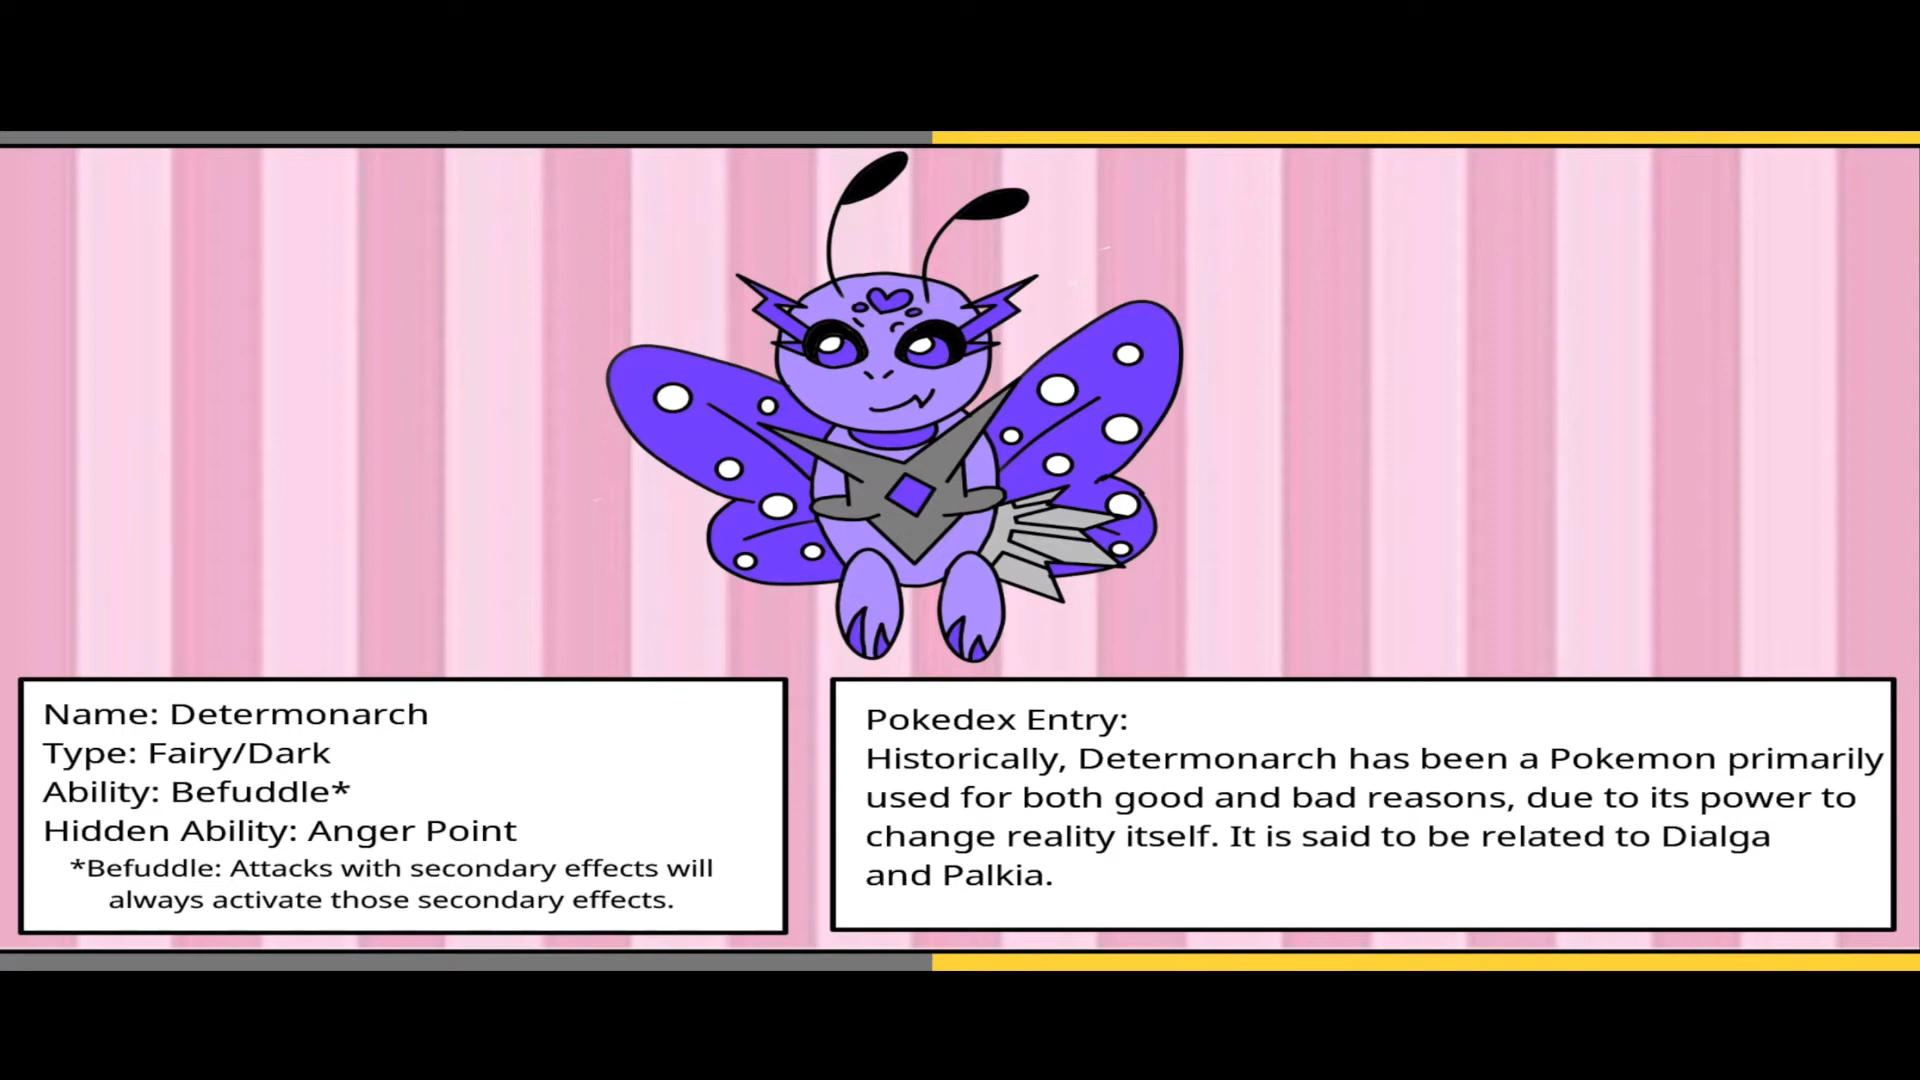 Name: Determonarch
Type: Fairy/Dark
Ability: Befuddle*
Hidden Ability: Anger Point
*Befuddle: Attacks with secondary effects will
always activate those secondary effects.
Pokedex Entry:
Historically, Determonarch has been a Pokemon primarily
used for both good and bad reasons, due to its power to
change reality itself. It is said to be related to Dialga
and Palkia.